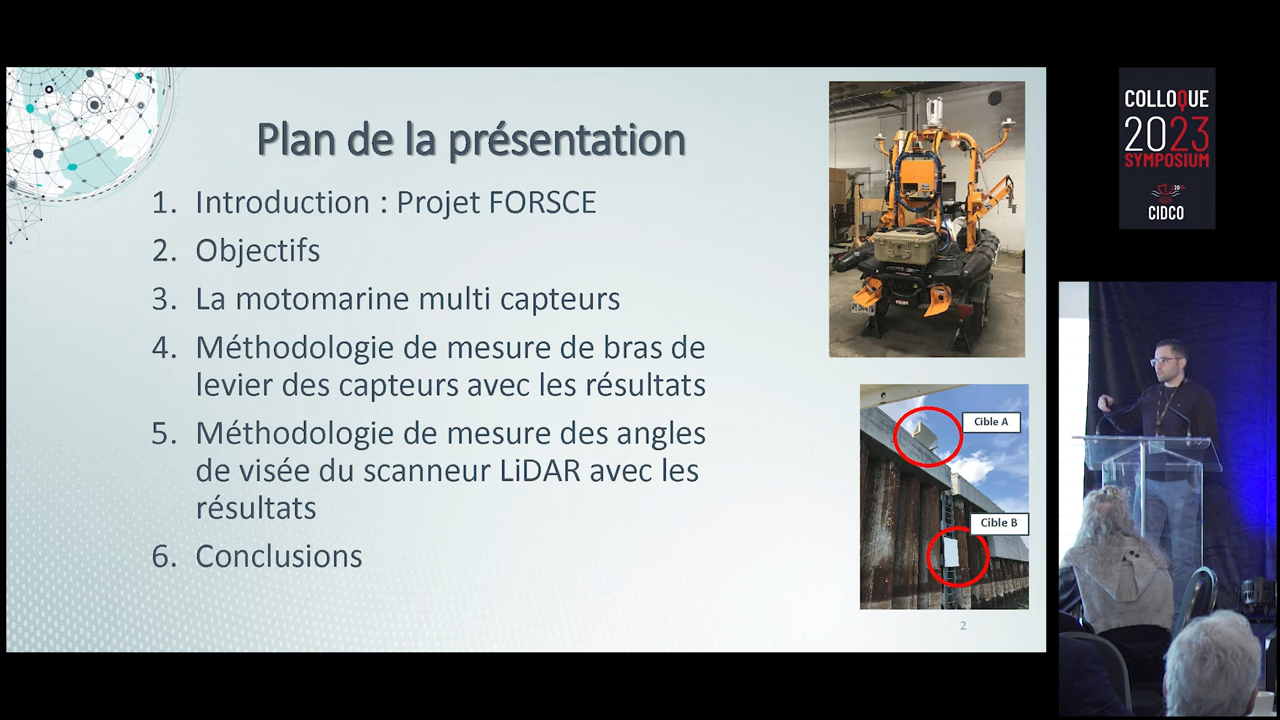 Plan de la présentation
1. Introduction : Projet FORSCE
2. Objectifs
3. La motomarine multi capteurs
4. Méthodologie de mesure de bras de
levier des capteurs avec les résultats
5. Méthodologie de mesure des angles
de visée du scanneur LiDAR avec les
résultats
6. Conclusions
Cible A
Cible B
2
COLLOQUE
2023
SYMPOSIUM
CIDCO